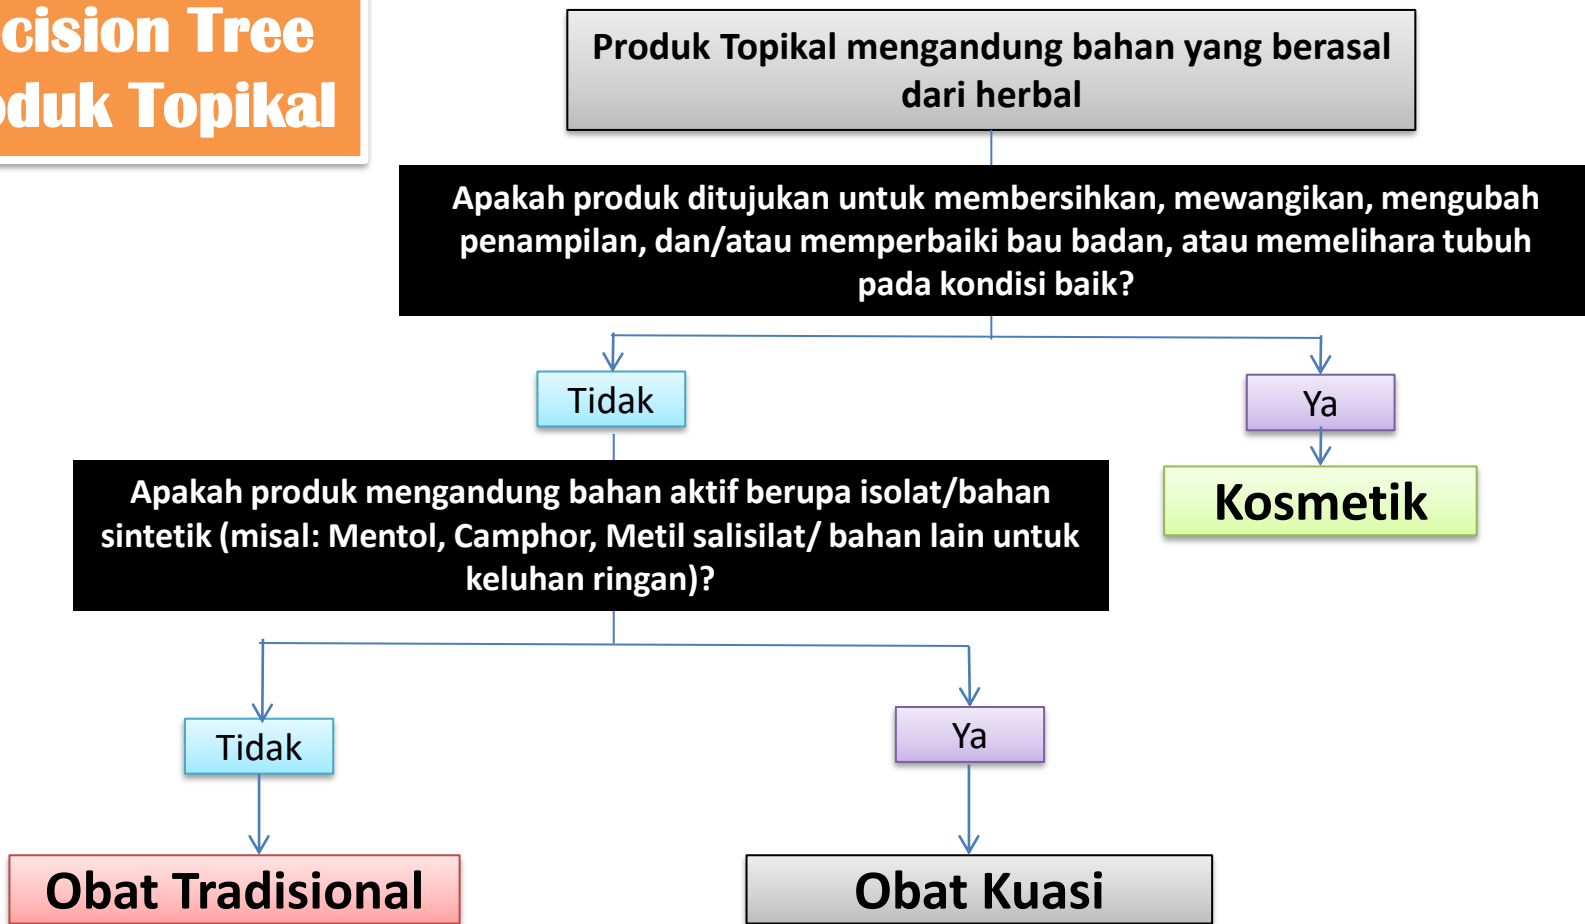 cision Tree
duk Topikal
Produk Topikal mengandung bahan yang berasal
dari herbal
Apakah produk ditujukan untuk membersihkan, mewangikan, mengubah
penampilan, dan/atau memperbaiki bau badan, atau memelihara tubuh
pada kondisi baik?
Tidak
Ya
Apakah produk mengandung bahan aktif berupa isolat/bahan
sintetik (misal: Mentol, Camphor, Metil salisilat/ bahan lain untuk
keluhan ringan)?
Kosmetik
Tidak
Ya
Obat Tradisional
Obat Kuasi